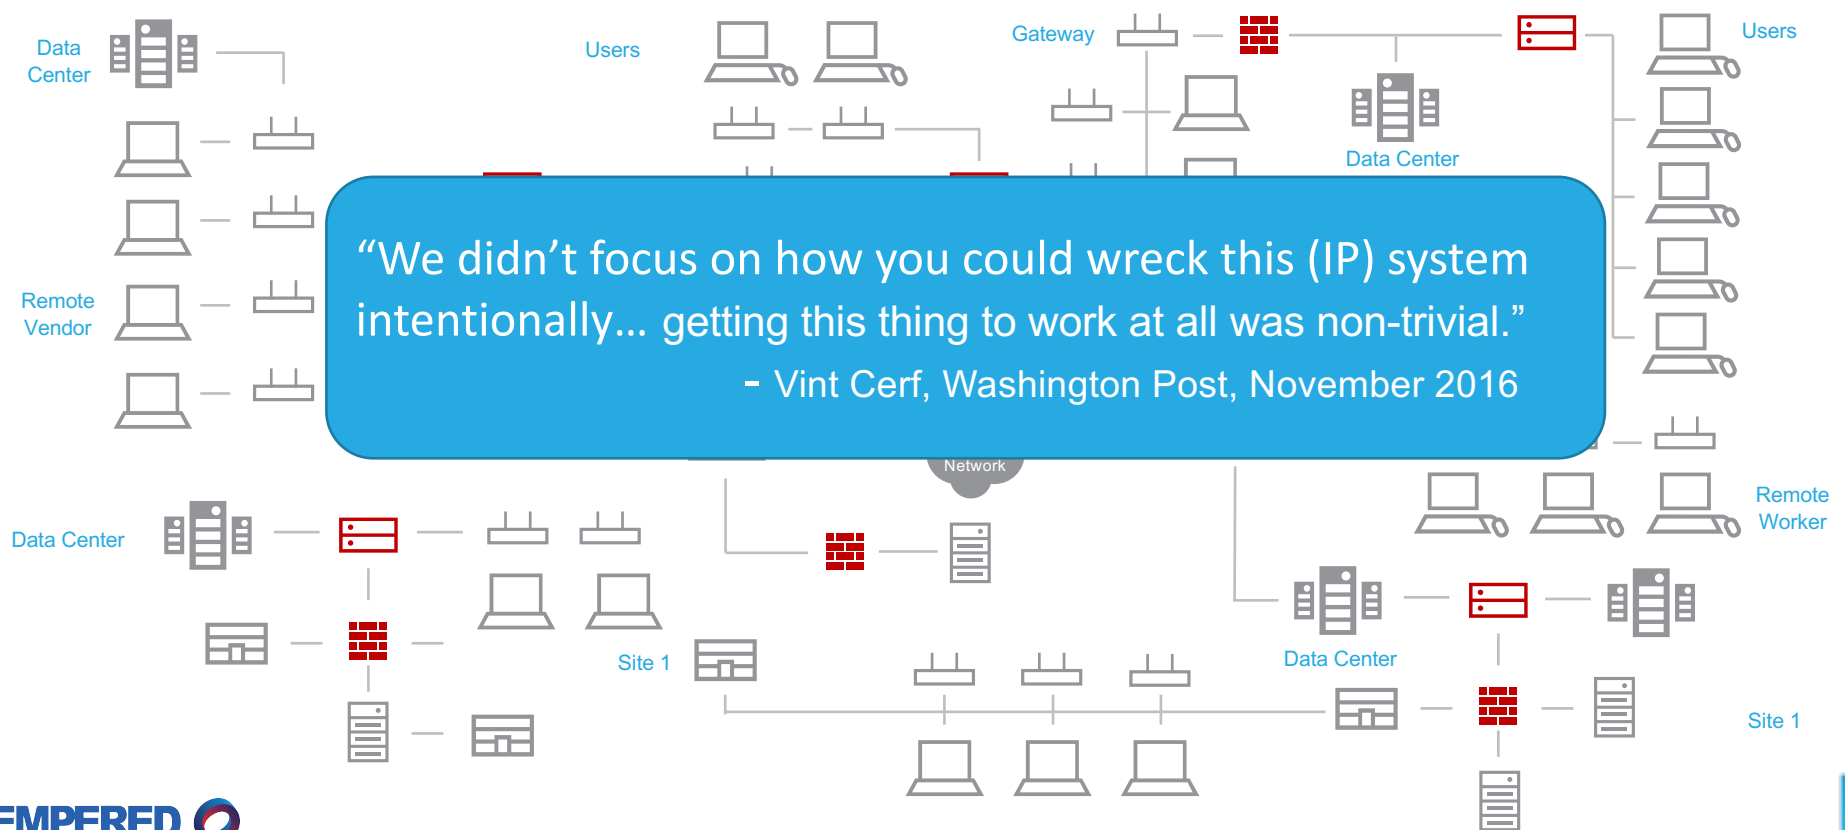 Data
Center
Users
Gateway
Users
Data Center
“We didn’t focus on how you could wreck this (IP) system
intentionally... getting this thing to work at all was non-trivial.”
- Vint Cerf, Washington Post, November 2016
Remote
Vendor
Network
Remote
Worker
Data Center
Site 1
Data Center
Site 1
EMPERED